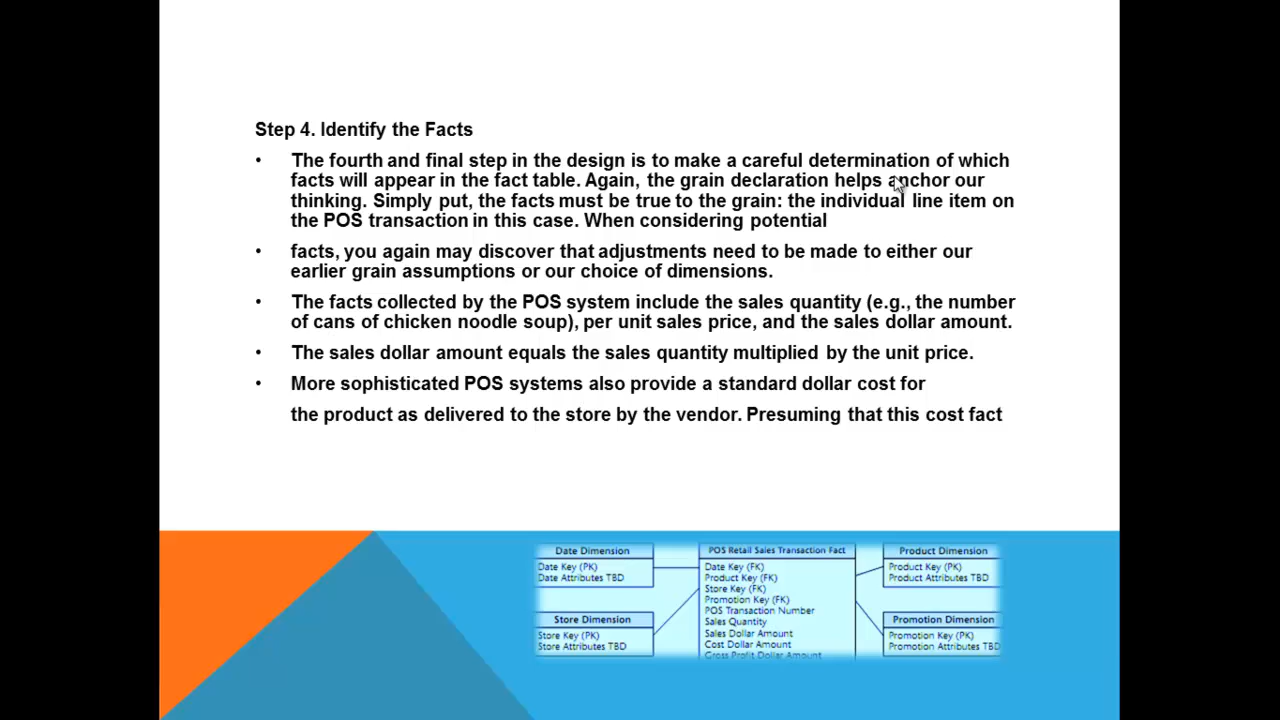 Step 4. Identify the Facts
• The fourth and final step in the design is to make a careful determination of which
facts will appear in the fact table. Again, the grain declaration helps anchor our
thinking. Simply put, the facts must be true to the grain: the individual line item on
the POS transaction in this case. When considering potential
• facts, you again may discover that adjustments need to be made to either our
earlier grain assumptions or our choice of dimensions.
• The facts collected by the POS system include the sales quantity (e.g., the number
of cans of chicken noodle soup), per unit sales price, and the sales dollar amount.
• The sales dollar amount equals the sales quantity multiplied by the unit price.
• More sophisticated POS systems also provide a standard dollar cost for
the product as delivered to the store by the vendor. Presuming that this cost fact
Date Dimension
Date Key (PK)
Date Attributes TBD
Store Dimension
Store Key (PK)
Store Attributes TBD
POS Retail Sales Transaction Fact
Date Key (FK)
Product Key (FK)
Store Key (FK)
Promotion Key (FK)
POS Transaction Number
Sales Quantity
Sales Dollar Amount
Cost Dollar Amount
Gross Profit Dollar Amount
Product Dimension
Product Key (PK)
Product Attributes TBD
Promotion Dimension
Promotion Key (PK)
Promotion Attributes TBD